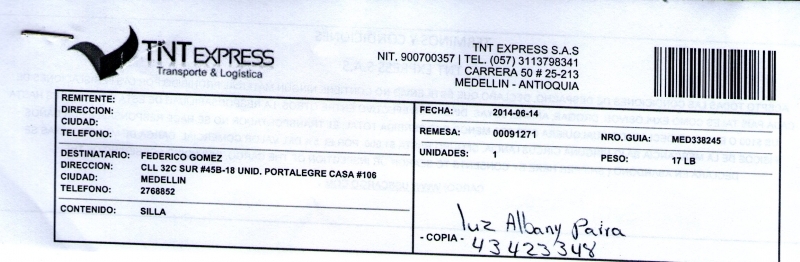 TNT EXPRESS
Transporte & Logística
TNT EXPRESS S.A.S
NIT. 900700357 | TEL. (057) 3113798341
CARRERA 50 # 25-213
MEDELLIN - ANTIOQUIA
REMITENTE:
DIRECCION:
CIUDAD:
TELEFONO:
DESTINATARIO: FEDERICO GOMEZ
DIRECCION: CLL 32C SUR #45B-18 UNID. PORTALEGRE CASA #106
CIUDAD: MEDELLIN
TELEFONO: 2768852
CONTENIDO: SILLA
FECHA: 2014-06-14
REMESA: 00091271 NRO. GUIA: MED338245
UNIDADES: 1 PESO: 17 LB
luz Albany Parra
- COPIA - 43423348